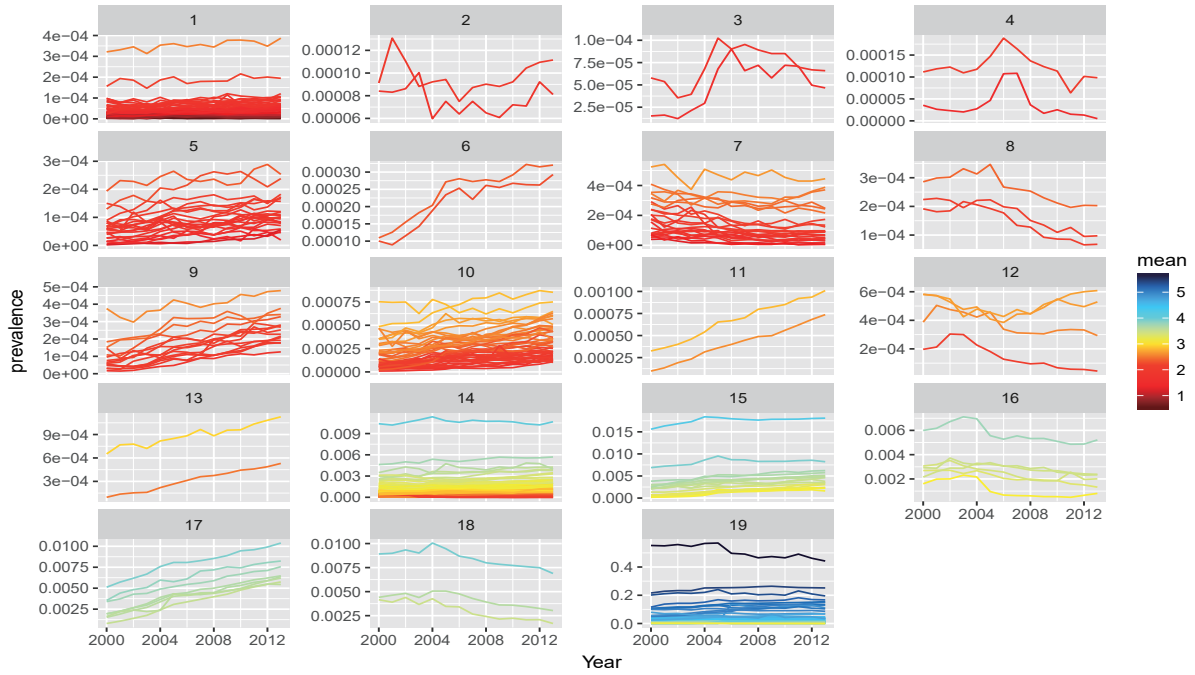 1 2 3 4
4e−04 3e−04 2e−04 1e−04 0e+00
0.00012 0.00010 0.00008 0.00006
1.0e−04 7.5e−05 5.0e−05 2.5e−05
0.00015 0.00010 0.00005 0.00000
5 6 7 8
3e−04 2e−04 1e−04 0e+00
0.00030 0.00025 0.00020 0.00015 0.00010
4e−04 2e−04 0e+00
3e−04 2e−04 1e−04
9 10 11 12
5e−04 4e−04 3e−04 2e−04 1e−04 0e+00
0.00075 0.00050 0.00025 0.00000
0.00100 0.00075 0.00050 0.00025
6e−04 4e−04 2e−04
13 14 15 16
9e−04 6e−04 3e−04
0.009 0.006 0.003 0.000
0.015 0.010 0.005 0.000
0.006 0.004 0.002
2000 2004 2008 2012
17 18 19
0.0100 0.0075 0.0050 0.0025
0.0100 0.0075 0.0050 0.0025
0.4 0.2 0.0
2000 2004 2008 2012
2000 2004 2008 2012
2000 2004 2008 2012
prevalence
Year
mean
5
4
3
2
1